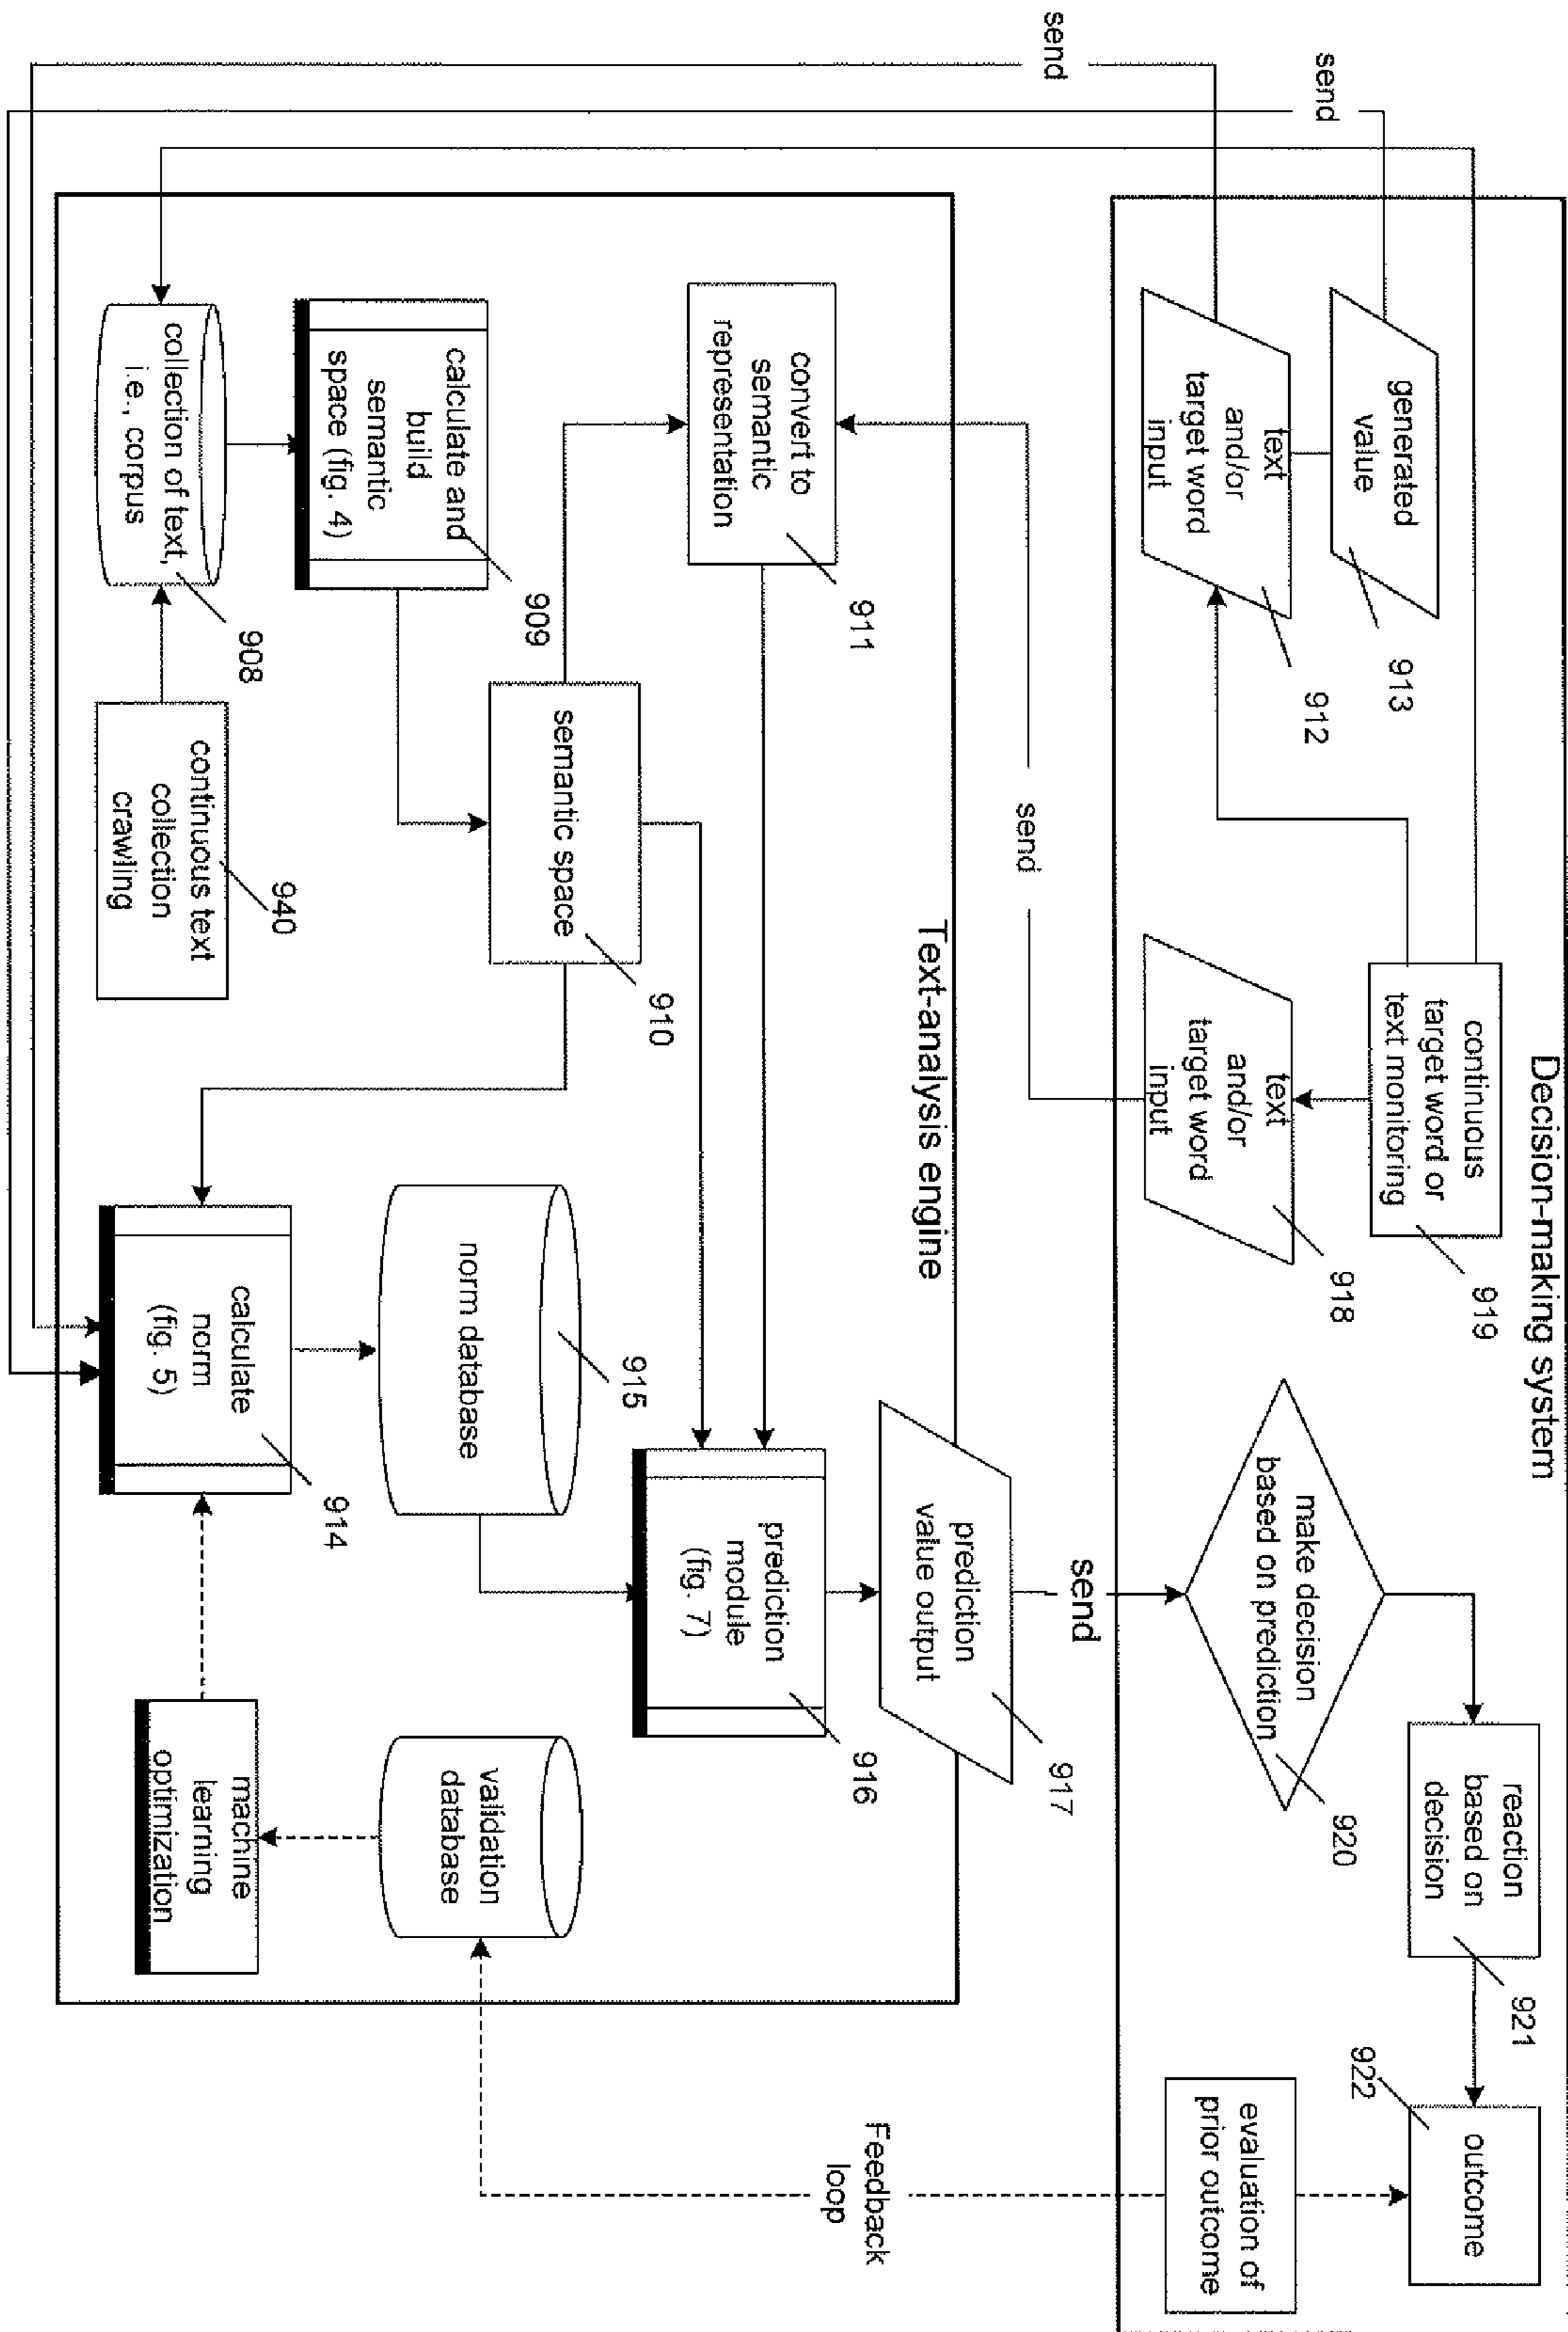 Decision-making system
generated
value
913
text
and/or
target word
input
912
continuous
target word or
text monitoring
919
text
and/or
target word
input
918
make decision
based on prediction
920
reaction
based on
decision
921
outcome
922
evaluation of
prior outcome
send
send
send
send
Feedback
loop
Text-analysis engine
convert to
semantic
representation
911
calculate and
build
semantic
space (fig. 4)
909
collection of text,
i.e., corpus
908
continuous text
collection
crawling
940
semantic space
910
calculate
norm
(fig. 5)
914
norm database
915
prediction
module
(fig. 7)
916
prediction
value output
917
validation
database
machine
learning
optimization